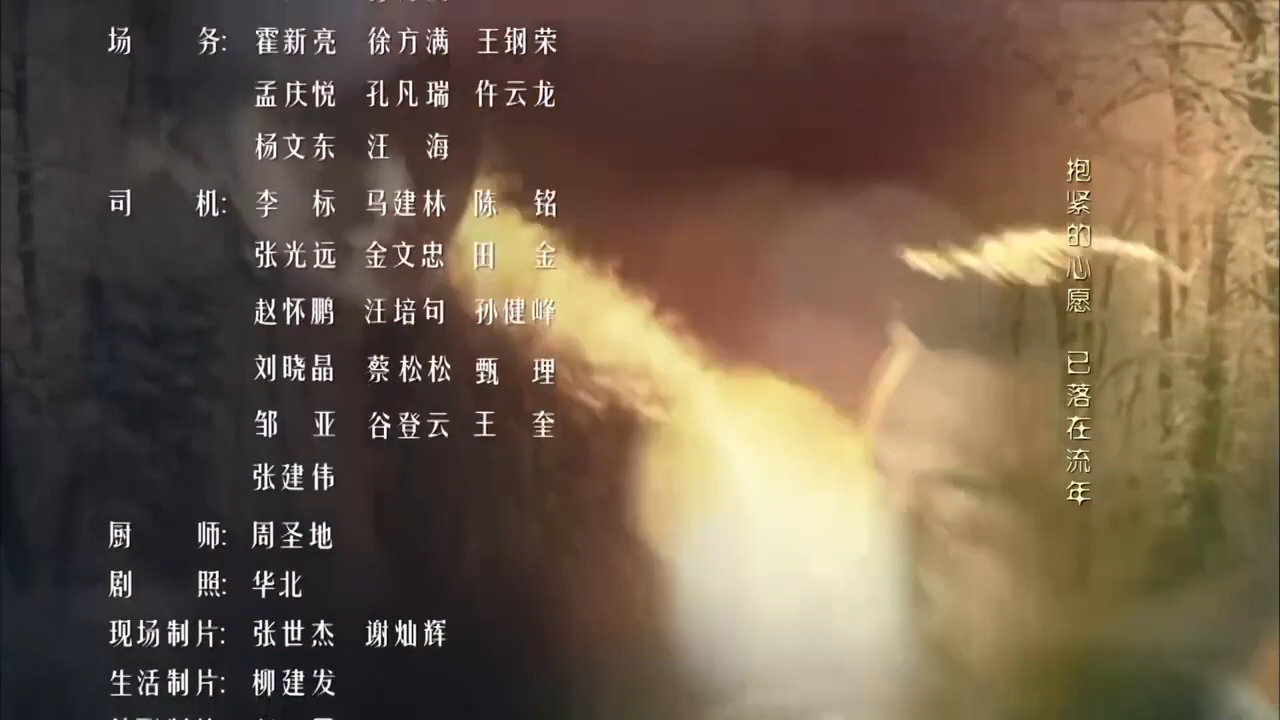 场 务: 霍新亮 徐方满 王钢荣
孟庆悦 孔凡瑞 仵云龙
杨文东 汪 海
司 机: 李 标 马建林 陈 铭
张光远 金文忠 田 金
赵怀鹏 汪培句 孙健峰
刘晓晶 蔡松松 甄 理
邹 亚 谷登云 王 奎
张建伟
厨 师: 周圣地
剧 照: 华北
现场制片: 张世杰 谢灿辉
生活制片: 柳建发
抱紧的心愿 已落在流年